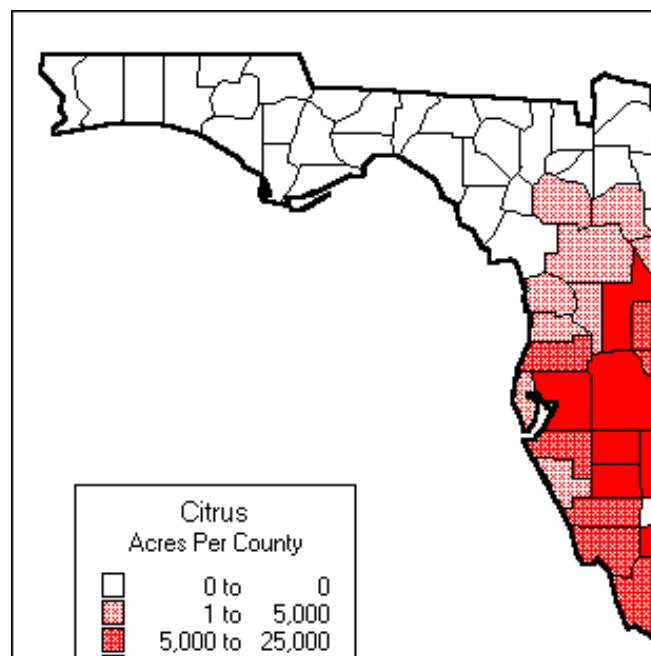 Citrus
Acres Per County
0 to 0
1 to 5,000
5,000 to 25,000